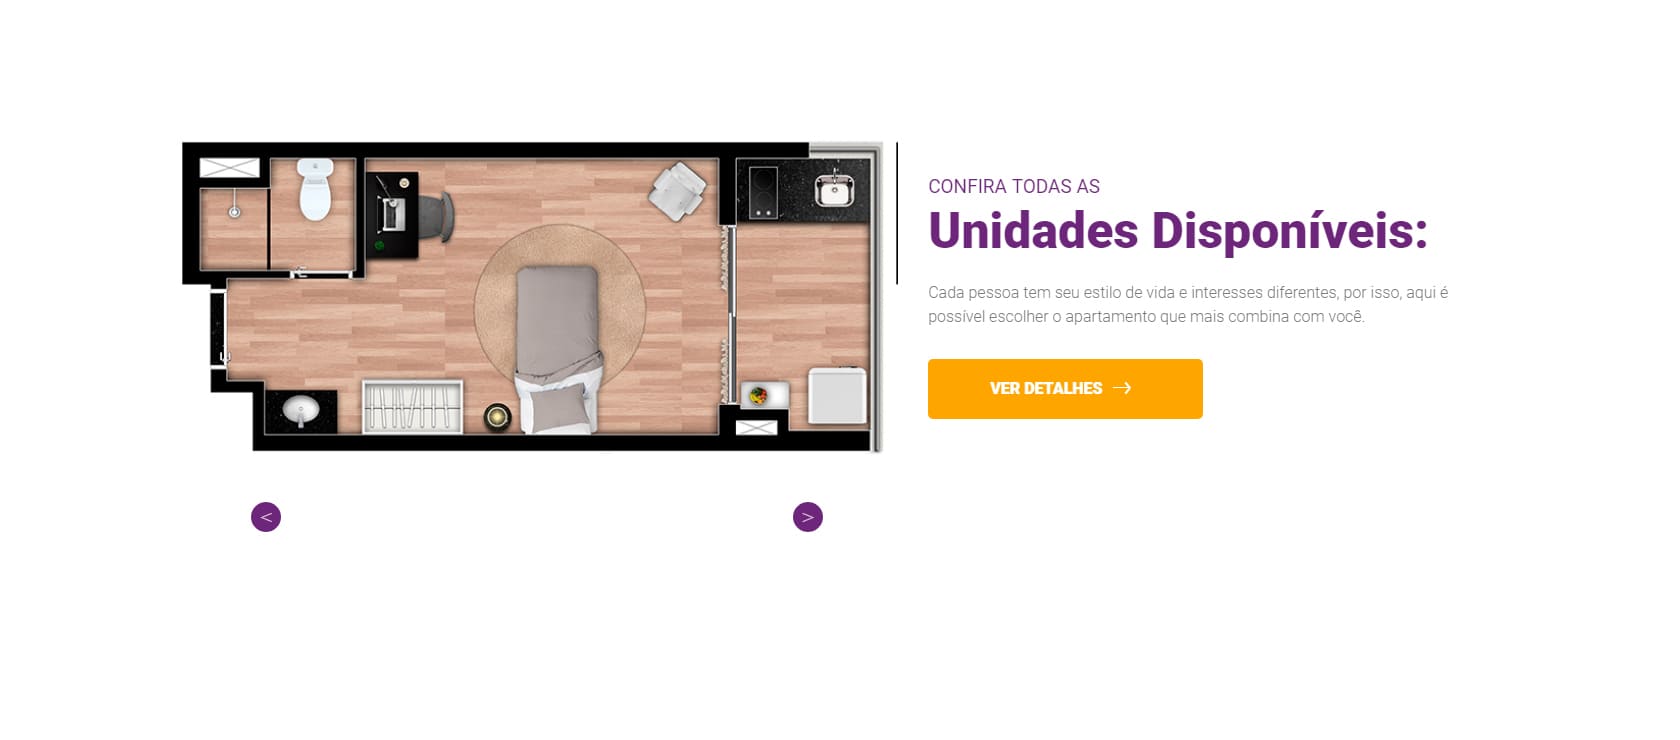 CONFIRA TODAS AS
Unidades Disponíveis:
Cada pessoa tem seu estilo de vida e interesses diferentes, por isso, aqui é
possível escolher o apartamento que mais combina com você.
VER DETALHES →
< >